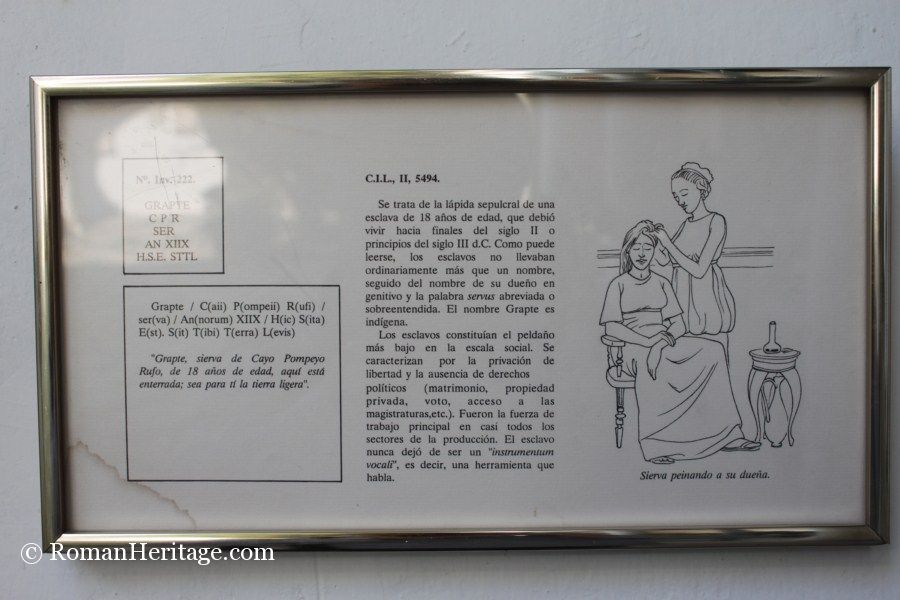 Nº. Inv. 222.
GRAPTE
C P R
SER
AN XIIX
H.S.E. STTL
Grapte / C(aii) P(ompeii) R(ufi) /
ser(va) / An(norum) XIIX / H(ic) S(ita)
E(st). S(it) T(ibi) T(erra) L(evis)
"Grapte, sierva de Cayo Pompeyo
Rufo, de 18 años de edad, aquí está
enterrada; sea para tí la tierra ligera".
C.I.L., II, 5494.
Se trata de la lápida sepulcral de una
esclava de 18 años de edad, que debió
vivir hacia finales del siglo II o
principios del siglo III d.C. Como puede
leerse, los esclavos no llevaban
ordinariamente más que un nombre,
seguido del nombre de su dueño en
genitivo y la palabra servus abreviada o
sobreentendida. El nombre Grapte es
indígena.
Los esclavos constituían el peldaño
más bajo en la escala social. Se
caracterizan por la privación de
libertad y la ausencia de derechos
políticos (matrimonio, propiedad
privada, voto, acceso a las
magistraturas,etc.). Fueron la fuerza de
trabajo principal en casi todos los
sectores de la producción. El esclavo
nunca dejó de ser un "instrumentum
vocali", es decir, una herramienta que
habla.
Sierva peinando a su dueña.
© RomanHeritage.com